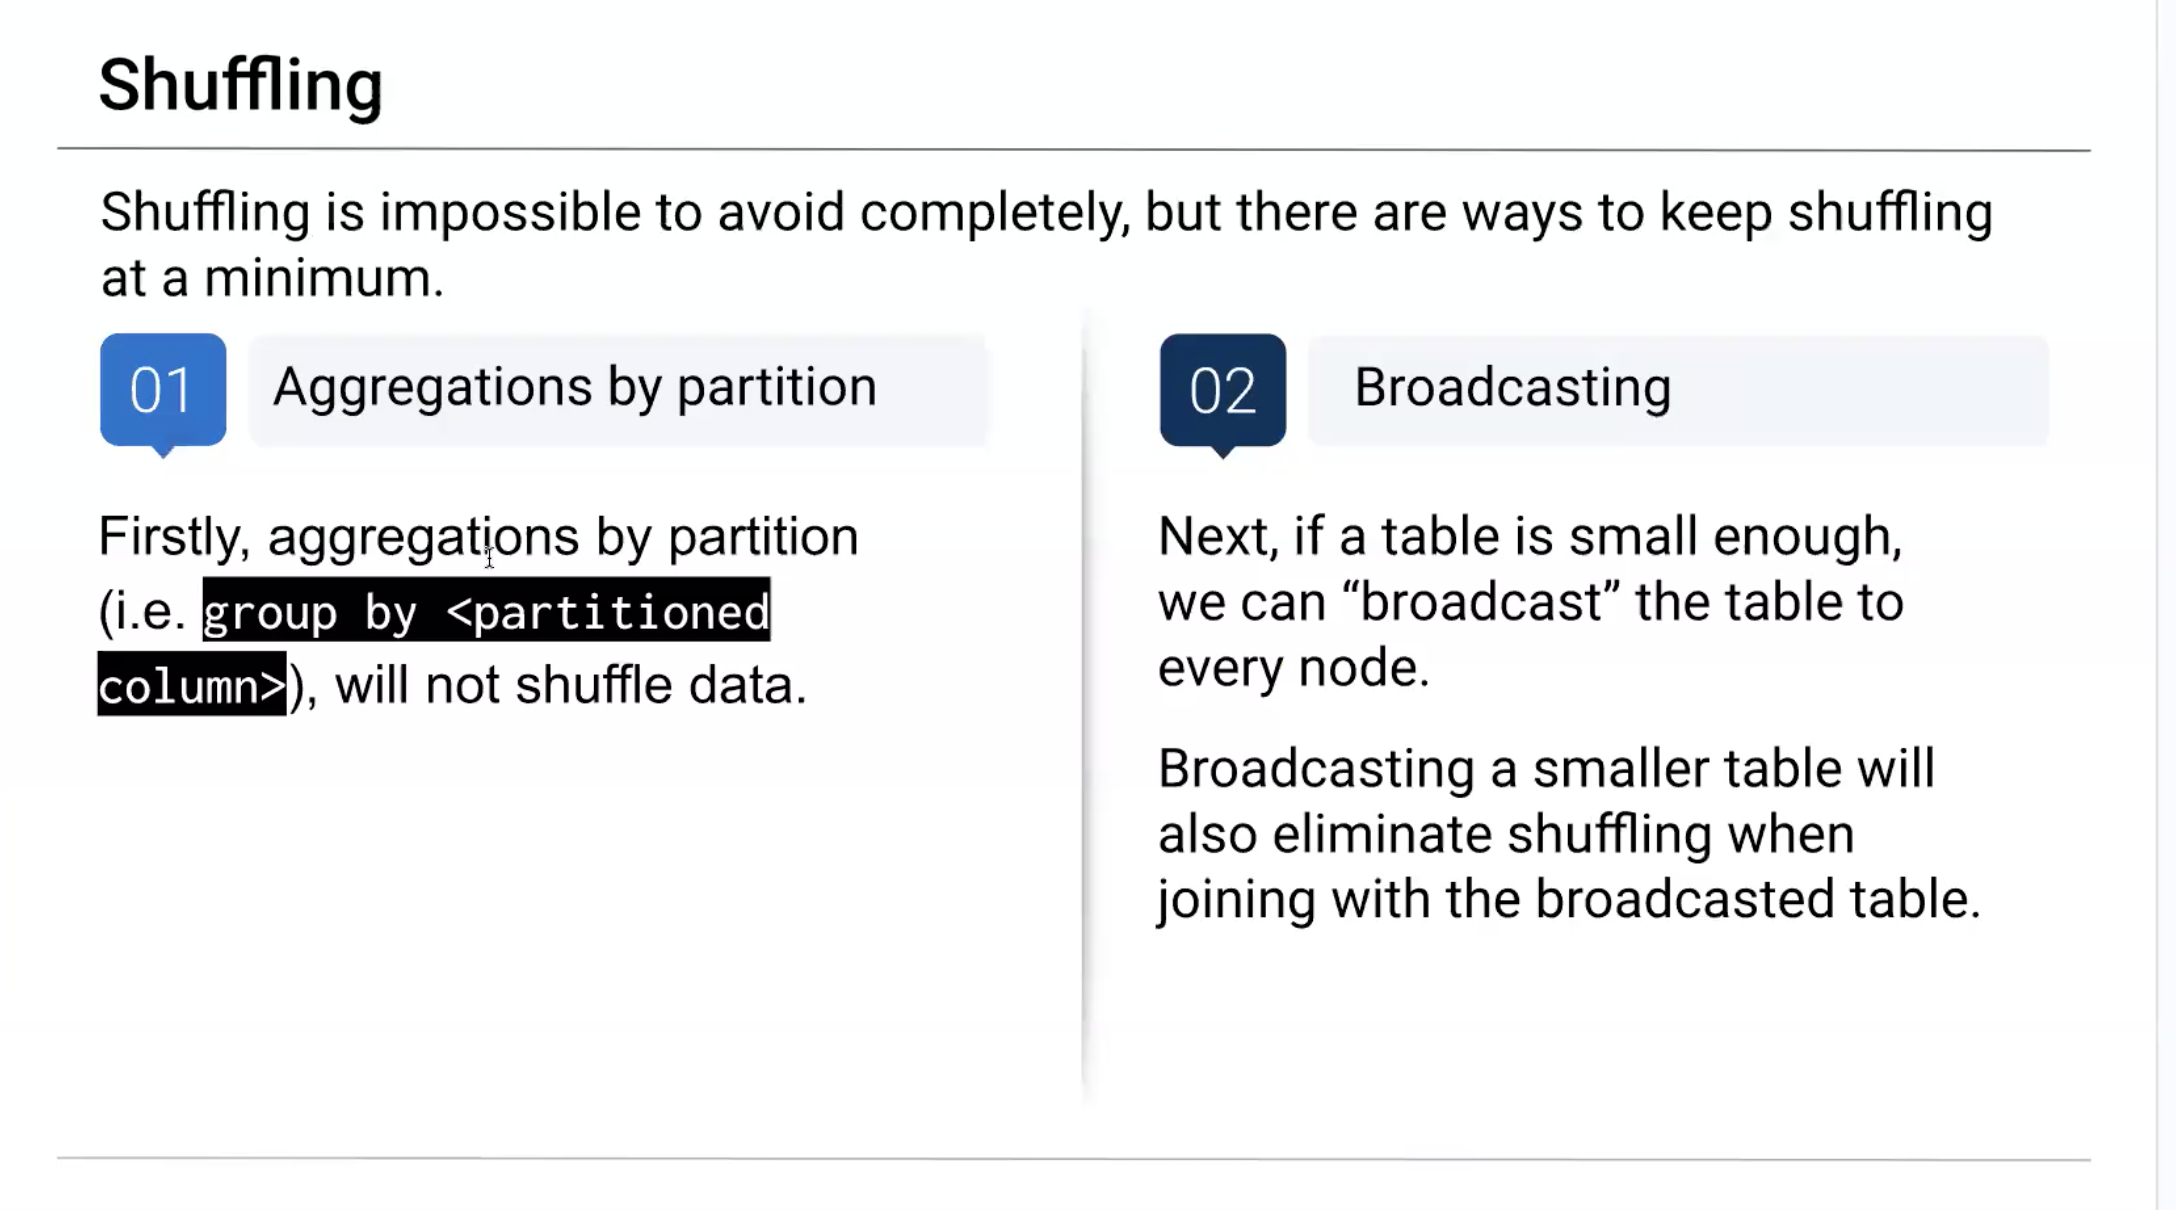 Shuffling
Shuffling is impossible to avoid completely, but there are ways to keep shuffling
at a minimum.
01
Aggregations by partition
Firstly, aggregations by partition
(i.e. group by <partitioned
column>), will not shuffle data.
02
Broadcasting
Next, if a table is small enough,
we can “broadcast” the table to
every node.
Broadcasting a smaller table will
also eliminate shuffling when
joining with the broadcasted table.